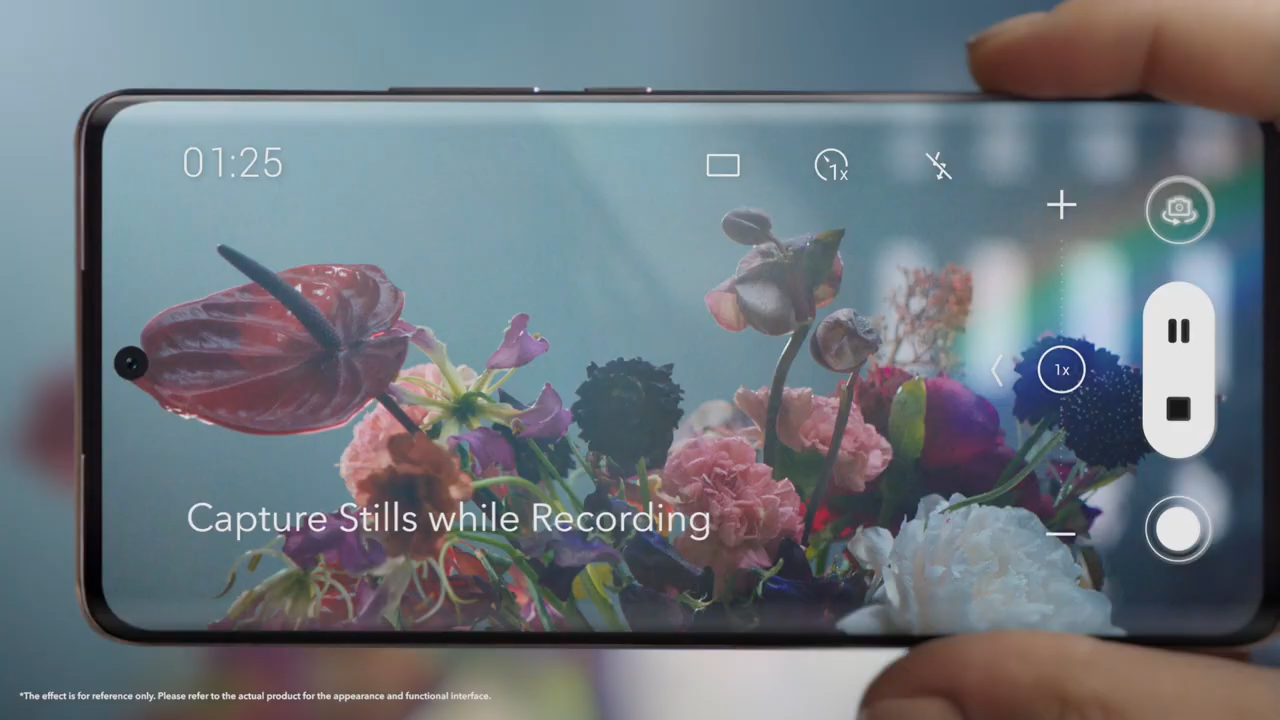 01:25
1x
1x
Capture Stills while Recording
*The effect is for reference only. Please refer to the actual product for the appearance and functional interface.